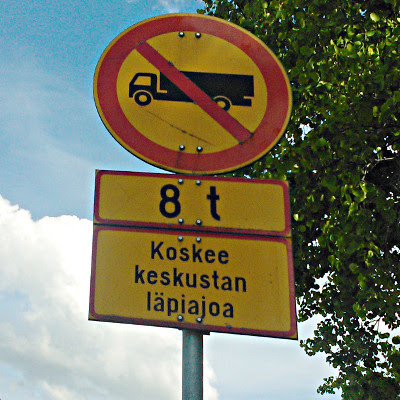 8 t
Koskee
keskustan
läpiajoa